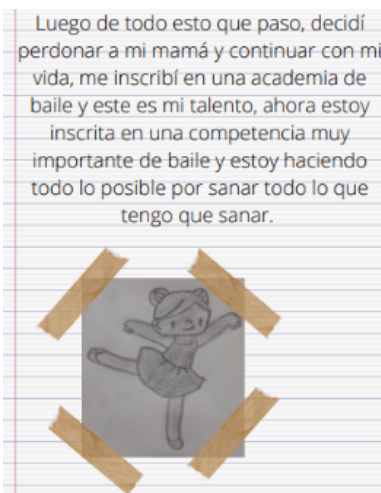 Luego de todo esto que paso, decidí
perdonar a mi mamá y continuar con mi
vida, me inscribí en una academia de
baile y este es mi talento, ahora estoy
inscrita en una competencia muy
importante de baile y estoy haciendo
todo lo posible por sanar todo lo que
tengo que sanar.